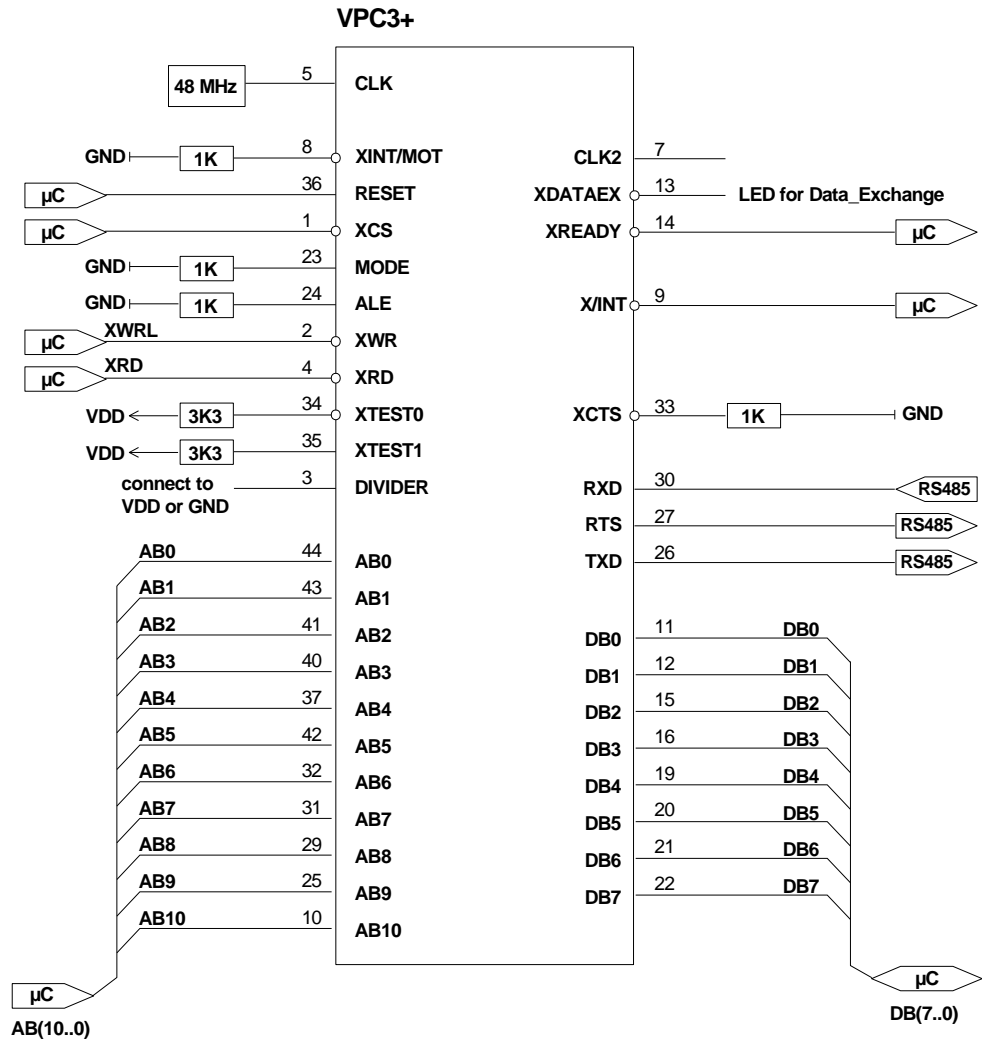 VPC3+
48 MHz 5 CLK
GND 1K 8 XINT/MOT CLK2 7
µC 36 RESET XDATAEX 13 LED for Data_Exchange
µC 1 XCS XREADY 14 µC
GND 1K 23 MODE
GND 1K 24 ALE X/INT 9 µC
µC XWRL 2 XWR
µC XRD 4 XRD
VDD 3K3 34 XTEST0 XCTS 33 1K GND
VDD 3K3 35 XTEST1
connect to
VDD or GND
3 DIVIDER RXD 30 RS485
RTS 27 RS485
AB0 44 AB0 TXD 26 RS485
AB1 43 AB1
AB2 41 AB2 DB0 11 DB0
AB3 40 AB3 DB1 12 DB1
AB4 37 AB4 DB2 15 DB2
AB5 42 AB5 DB3 16 DB3
AB6 32 AB6 DB4 19 DB4
AB7 31 AB7 DB5 20 DB5
AB8 29 AB8 DB6 21 DB6
AB9 25 AB9 DB7 22 DB7
AB10 10 AB10
µC µC
AB(10..0) DB(7..0)